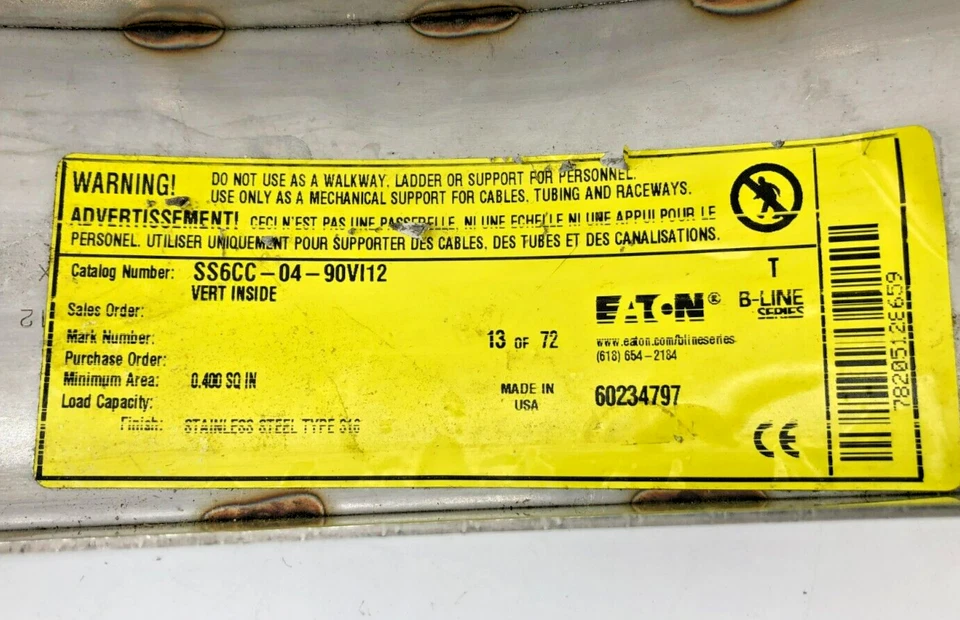 WARNING! DO NOT USE AS A WALKWAY, LADDER OR SUPPORT FOR PERSONNEL.
USE ONLY AS A MECHANICAL SUPPORT FOR CABLES, TUBING AND RACEWAYS.
ADVERTISSEMENT! CECI N'EST PAS UNE PASSERELLE, NI UNE ECHELLE NI UNE APPUI POUR LE
PERSONEL. UTILISER UNIQUEMENT POUR SUPPORTER DES CABLES, DES TUBES ET DES CANALISATIONS.
Catalog Number: SS6CC-04-90VI12
VERT INSIDE
T
Sales Order:
EATON® B-LINE
SERIES
Mark Number: 13 OF 72
www.eaton.com/blineseries
Purchase Order:
(618) 654-2184
Minimum Area: 0.400 SQ IN
MADE IN
USA
60234797
Load Capacity:
Finish: STAINLESS STEEL TYPE 316
CE